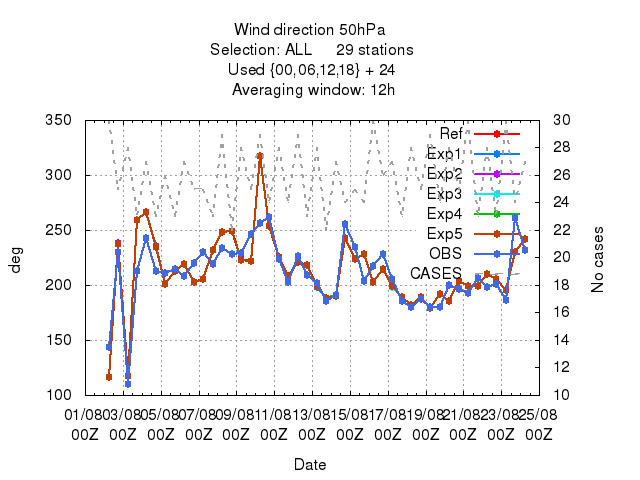 Wind direction 50hPa
Selection: ALL 29 stations
Used {00,06,12,18} + 24
Averaging window: 12h
350 30
Ref
28
Exp1
300 26
Exp2
Exp3 24
Exp4
250 22
Exp5
OBS 20
CASES
200 18
16
150 14
12
100 10
deg
No cases
01/08 03/08 05/08 07/08 09/08 11/08 13/08 15/08 17/08 19/08 21/08 23/08 25/08
00Z 00Z 00Z 00Z 00Z 00Z 00Z 00Z 00Z 00Z 00Z 00Z 00Z
Date